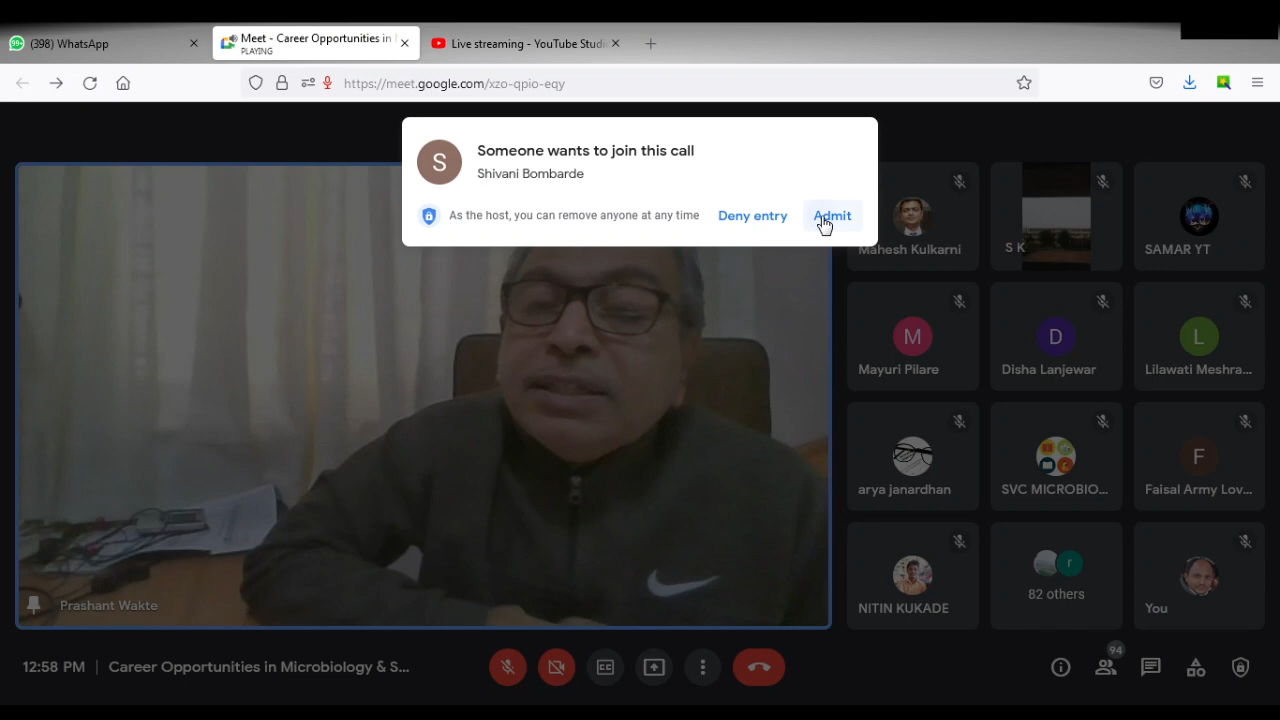 99+
(398) WhatsApp
Meet - Career Opportunities in
PLAYING
Live streaming - YouTube Studi
https://meet.google.com/xzo-qpio-eqy
S
Someone wants to join this call
Shivani Bombarde
As the host, you can remove anyone at any time
Deny entry
Admit
Mahesh Kulkarni
S K
SAMAR YT
M
Mayuri Pilare
D
Disha Lanjewar
L
Lilawati Meshra...
arya janardhan
SVC MICROBIO...
F
Faisal Army Lov...
NITIN KUKADE
r
82 others
You
Prashant Wakte
12:58 PM | Career Opportunities in Microbiology & S...
94